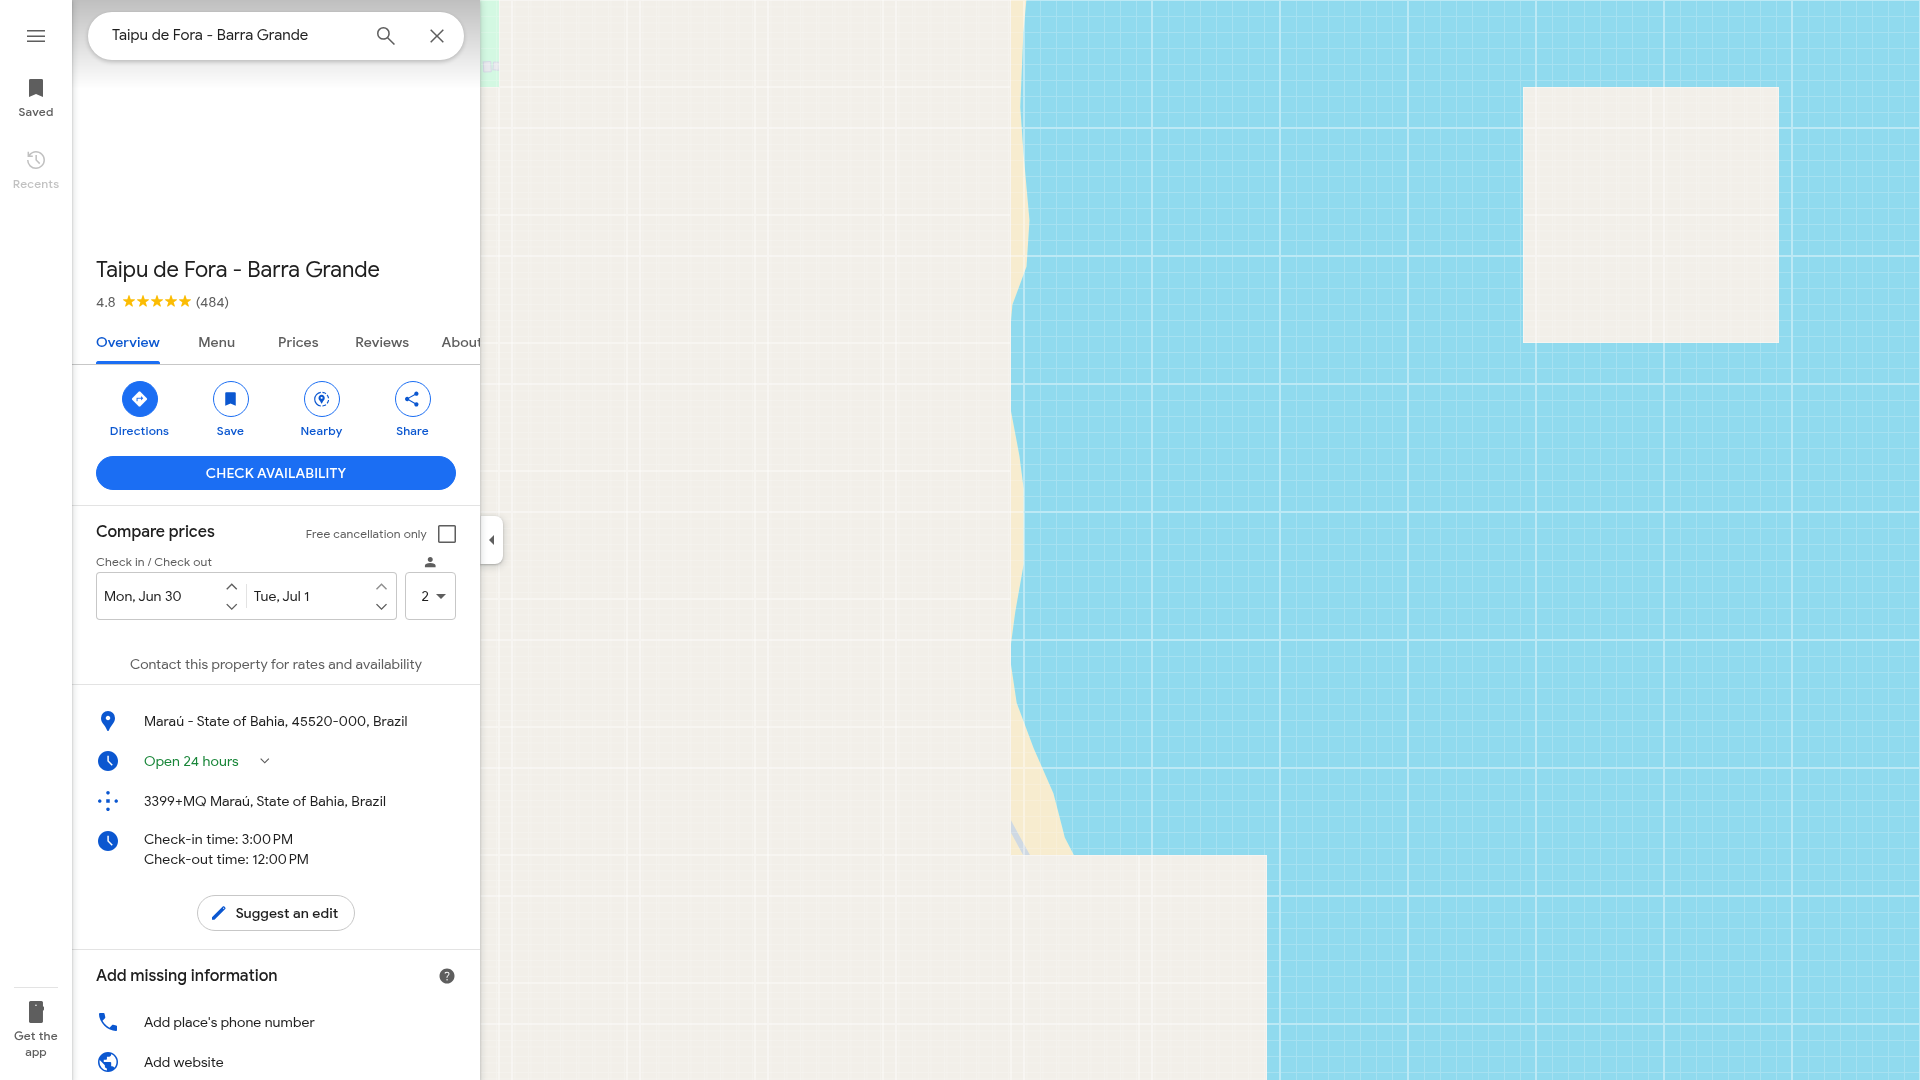 Taipu de Fora - Barra Grande
Saved
Recents
Taipu de Fora - Barra Grande
4.8 (484)
Overview Menu Prices Reviews About
Directions Save Nearby Share
CHECK AVAILABILITY
Compare prices Free cancellation only
Check in / Check out
Mon, Jun 30 Tue, Jul 1 2
Contact this property for rates and availability
Maraú - State of Bahia, 45520-000, Brazil
Open 24 hours
3399+MQ Maraú, State of Bahia, Brazil
Check-in time: 3:00 PM
Check-out time: 12:00 PM
Suggest an edit
Add missing information ?
Add place's phone number
Add website
Get the
app